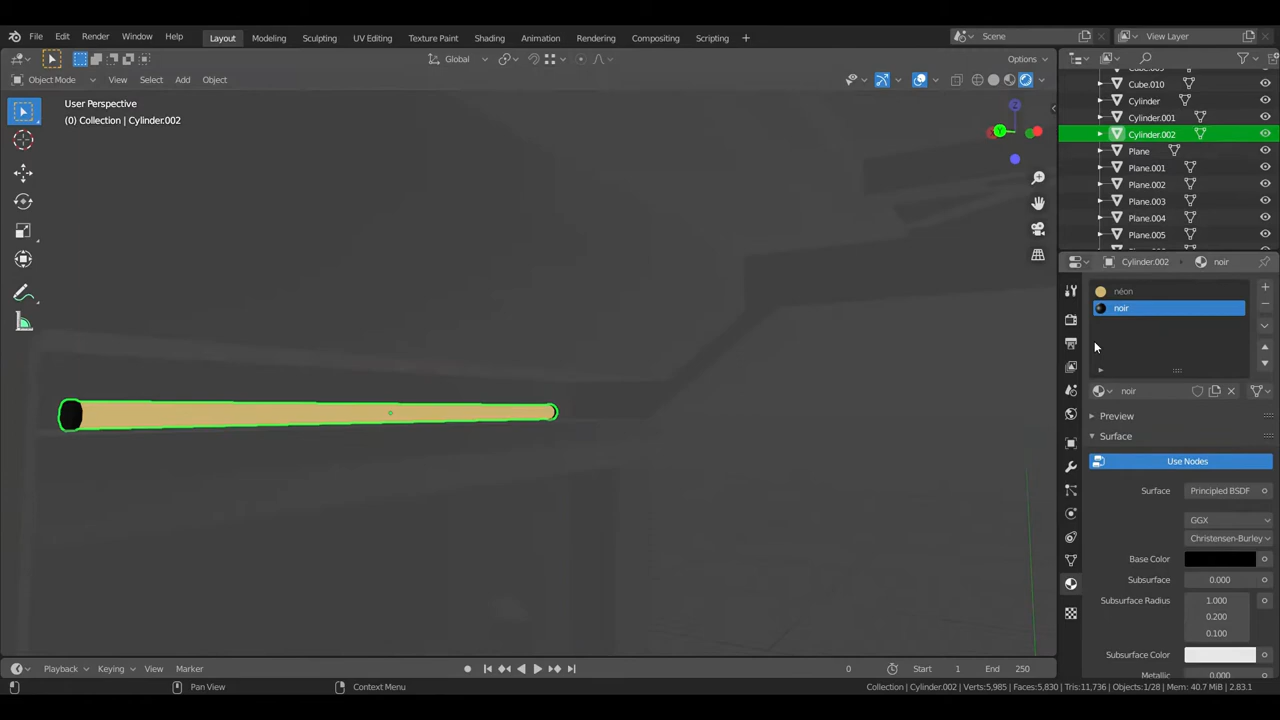 File Edit Render Window Help
Layout Modeling Sculpting UV Editing Texture Paint Shading Animation Rendering Compositing Scripting +
Scene View Layer
Global Options
Object Mode View Select Add Object
User Perspective
(0) Collection | Cylinder.002
Z
Y
X
Cube.010
Cylinder
Cylinder.001
Cylinder.002
Plane
Plane.001
Plane.002
Plane.003
Plane.004
Plane.005
Cylinder.002 > noir
néon
noir
noir
Preview
Surface
Use Nodes
Surface Principled BSDF
GGX
Christensen-Burley
Base Color
Subsurface 0.000
Subsurface Radius 1.000
0.200
0.100
Subsurface Color
Metallic 0.000
Playback Keying View Marker 0 Start 1 End 250
Pan View Context Menu Collection | Cylinder.002 | Verts:5,985 | Faces:5,830 | Tris:11,736 | Objects:1/28 | Mem: 40.7 MiB | 2.83.1